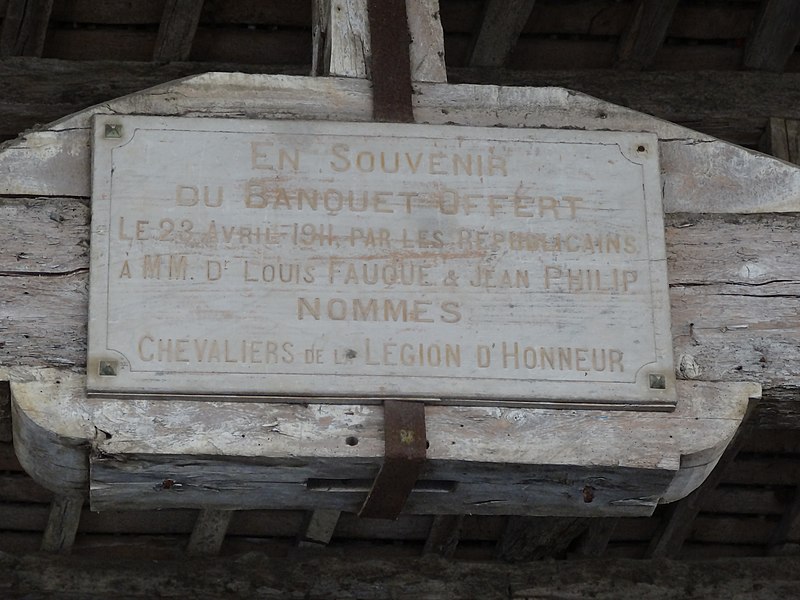 EN SOUVENIR
DU BANQUET OFFERT
LE 23 AVRIL 1911, PAR LES RÉPUBLICAINS
À MM. DR LOUIS FAUQUE & JEAN PHILIP
NOMMÉS
CHEVALIERS DE LA LÉGION D'HONNEUR